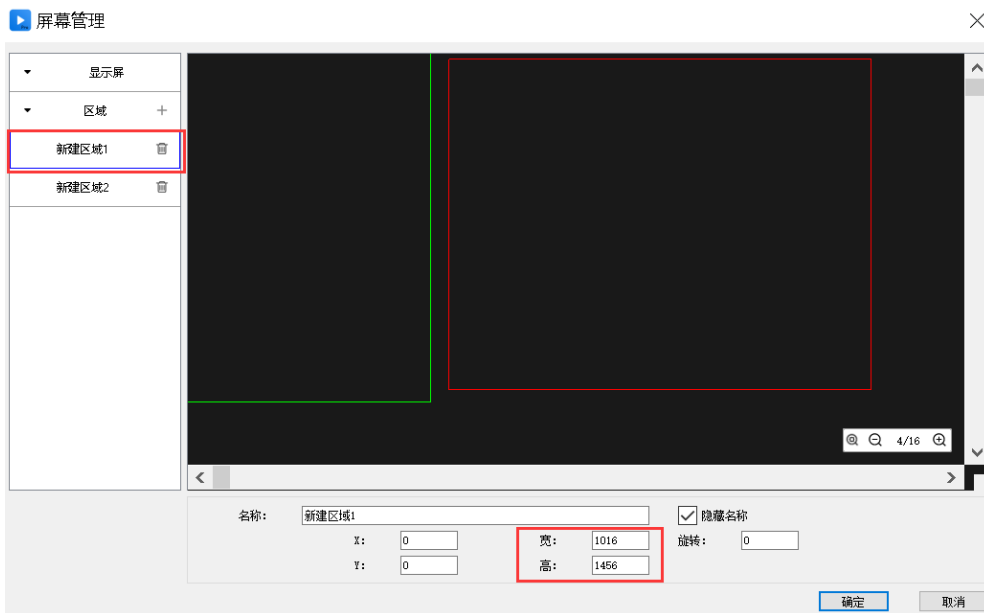 屏幕管理
显示屏
区域
新建区域1
新建区域2
4/16
名称: 新建区域1 隐藏名称
X: 0 宽: 1016 旋转: 0
Y: 0 高: 1456
确定 取消